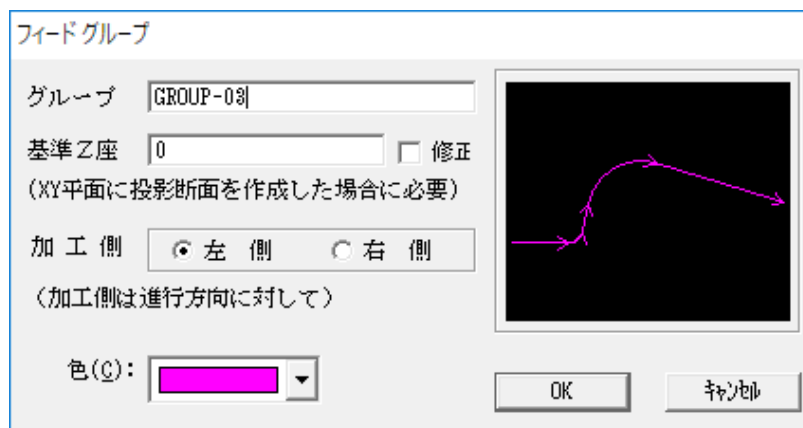 フィードグループ
グループ GROUP-03
基準Z座 0 修正
(XY平面に投影断面を作成した場合に必要)
加工側 左側 右側
(加工側は進行方向に対して)
色(C):
OK キャンセル